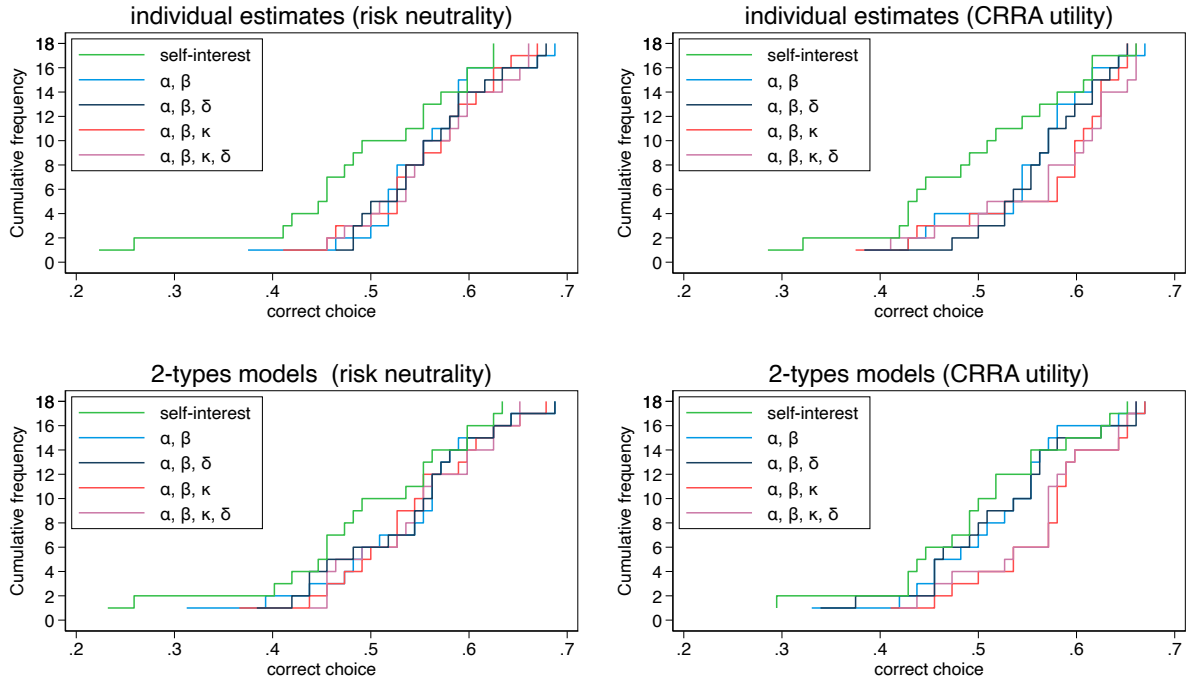 individual estimates (risk neutrality)
18
16
14
12
10
8
6
4
2
0
Cumulative frequency
self-interest
α, β
α, β, δ
α, β, κ
α, β, κ, δ
.2 .3 .4 .5 .6 .7
correct choice
individual estimates (CRRA utility)
18
16
14
12
10
8
6
4
2
0
Cumulative frequency
self-interest
α, β
α, β, δ
α, β, κ
α, β, κ, δ
.2 .3 .4 .5 .6 .7
correct choice
2-types models (risk neutrality)
18
16
14
12
10
8
6
4
2
0
Cumulative frequency
self-interest
α, β
α, β, δ
α, β, κ
α, β, κ, δ
.2 .3 .4 .5 .6 .7
correct choice
2-types models (CRRA utility)
18
16
14
12
10
8
6
4
2
0
Cumulative frequency
self-interest
α, β
α, β, δ
α, β, κ
α, β, κ, δ
.2 .3 .4 .5 .6 .7
correct choice